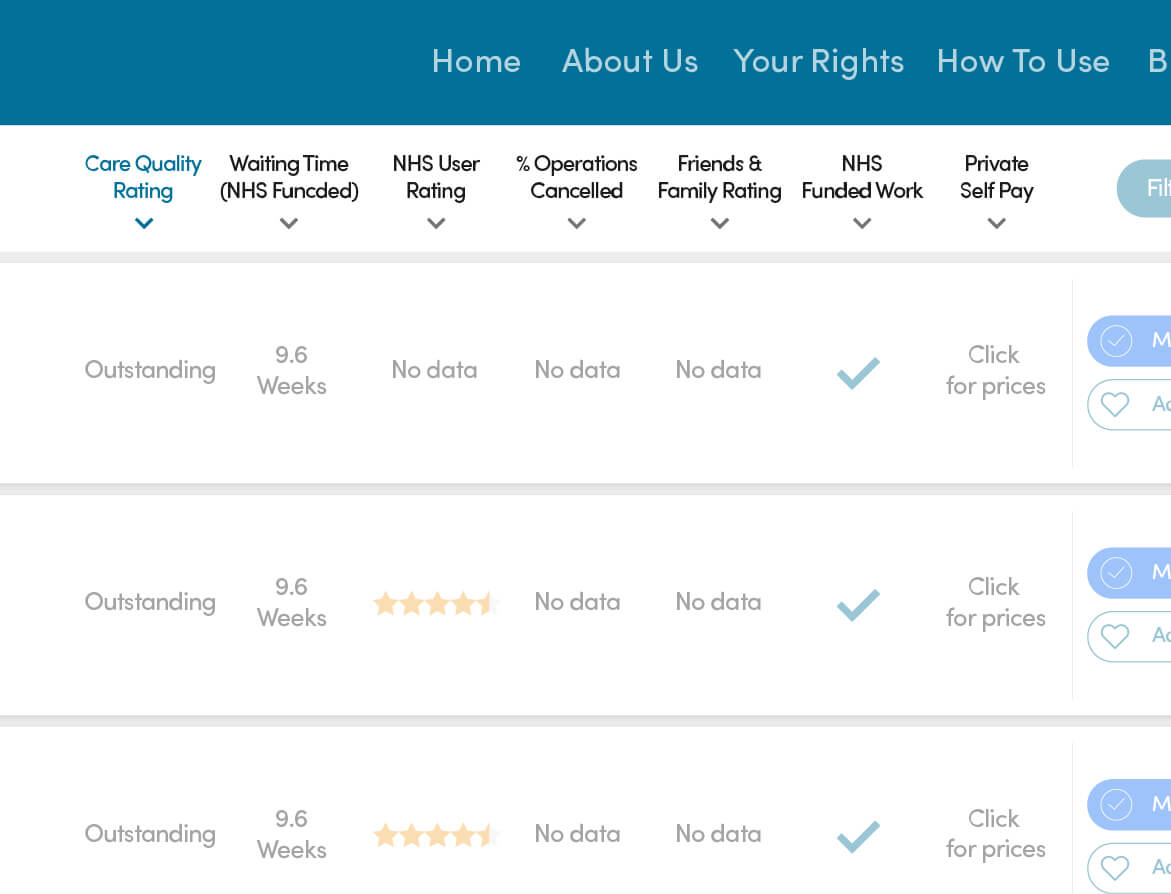 Home About Us Your Rights How To Use B
Care Quality Rating
Waiting Time (NHS Funcded)
NHS User Rating
% Operations Cancelled
Friends & Family Rating
NHS Funded Work
Private Self Pay
Filt
Outstanding
9.6 Weeks
No data
No data
No data
Click for prices
M
Ad
Outstanding
9.6 Weeks
No data
No data
Click for prices
M
Ad
Outstanding
9.6 Weeks
No data
No data
Click for prices
M
Ad